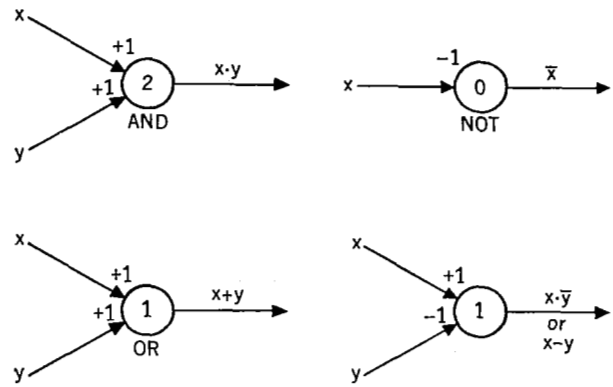 x
+1
+1
2
x·y
y
AND
x
-1
0
x̅
NOT
x
+1
+1
1
x+y
y
OR
x
+1
-1
1
x·y̅
or
x-y
y